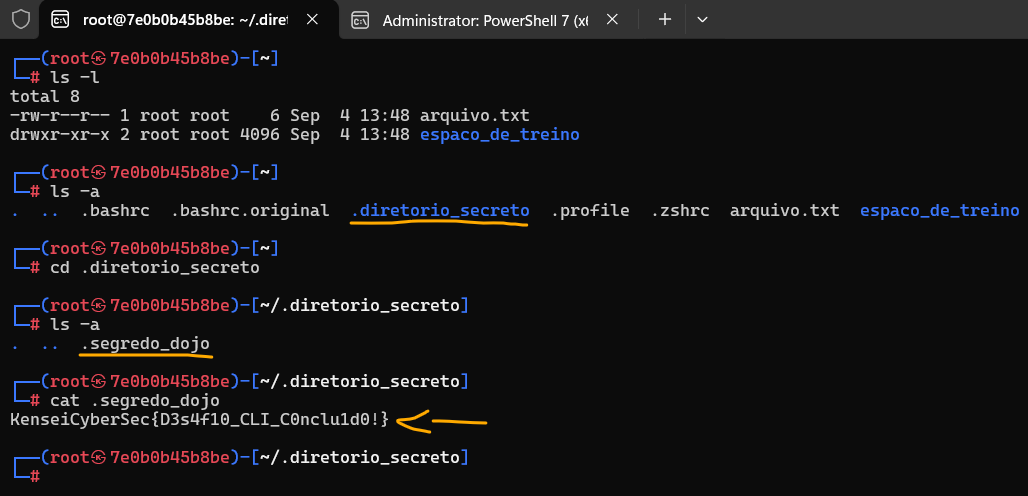 root@7e0b0b45b8be: ~/.diret
Administrator: PowerShell 7 (x
┌──(root㉿7e0b0b45b8be)-[~]
└─# ls -l
total 8
-rw-r--r-- 1 root root    6 Sep  4 13:48 arquivo.txt
drwxr-xr-x 2 root root 4096 Sep  4 13:48 espaco_de_treino
┌──(root㉿7e0b0b45b8be)-[~]
└─# ls -a
.  ..  .bashrc  .bashrc.original  .diretorio_secreto  .profile  .zshrc  arquivo.txt  espaco_de_treino
┌──(root㉿7e0b0b45b8be)-[~]
└─# cd .diretorio_secreto
┌──(root㉿7e0b0b45b8be)-[~/.diretorio_secreto]
└─# ls -a
.  ..  .segredo_dojo
┌──(root㉿7e0b0b45b8be)-[~/.diretorio_secreto]
└─# cat .segredo_dojo
KenseiCyberSec{D3s4f10_CLI_C0nclu1d0!}
┌──(root㉿7e0b0b45b8be)-[~/.diretorio_secreto]
└─#